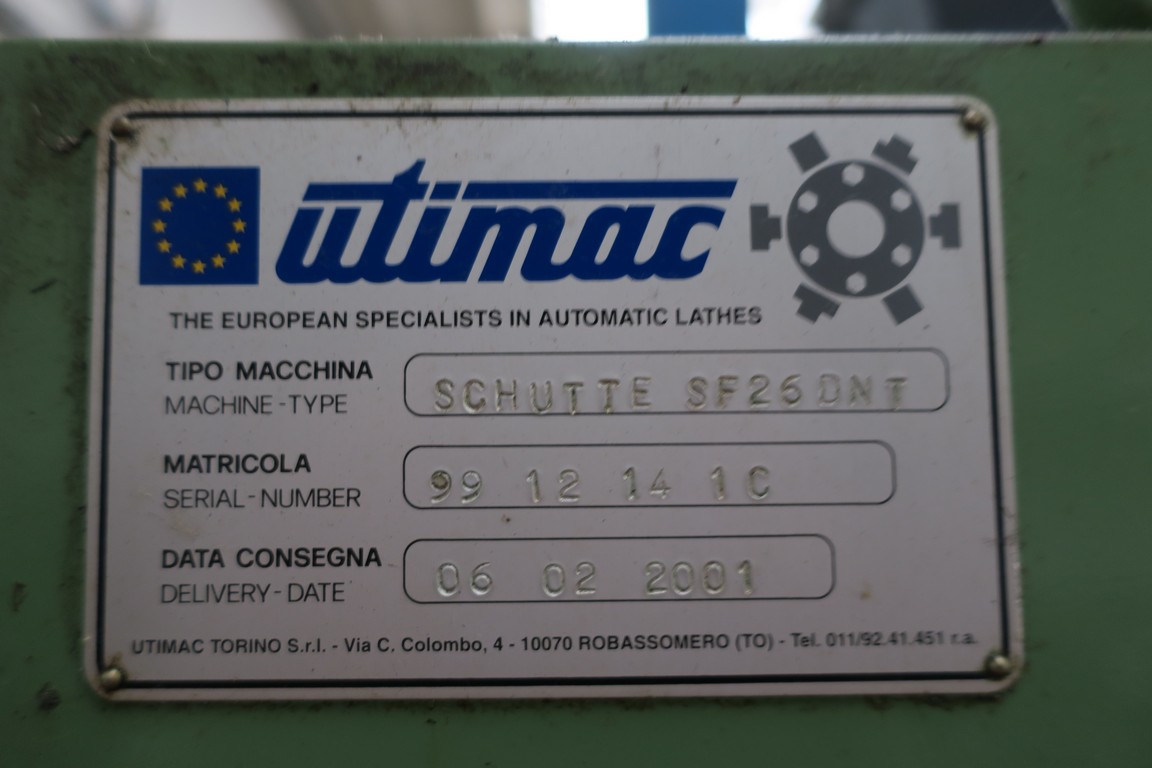 utimac
THE EUROPEAN SPECIALISTS IN AUTOMATIC LATHES
TIPO MACCHINA
MACHINE-TYPE
SCHUTTE SF26DNT
MATRICOLA
SERIAL-NUMBER
99 12 14 1C
DATA CONSEGNA
DELIVERY-DATE
06 02 2001
UTIMAC TORINO S.r.l. - Via C. Colombo, 4 - 10070 ROBASSOMERO (TO) - Tel. 011/92.41.451 r.a.